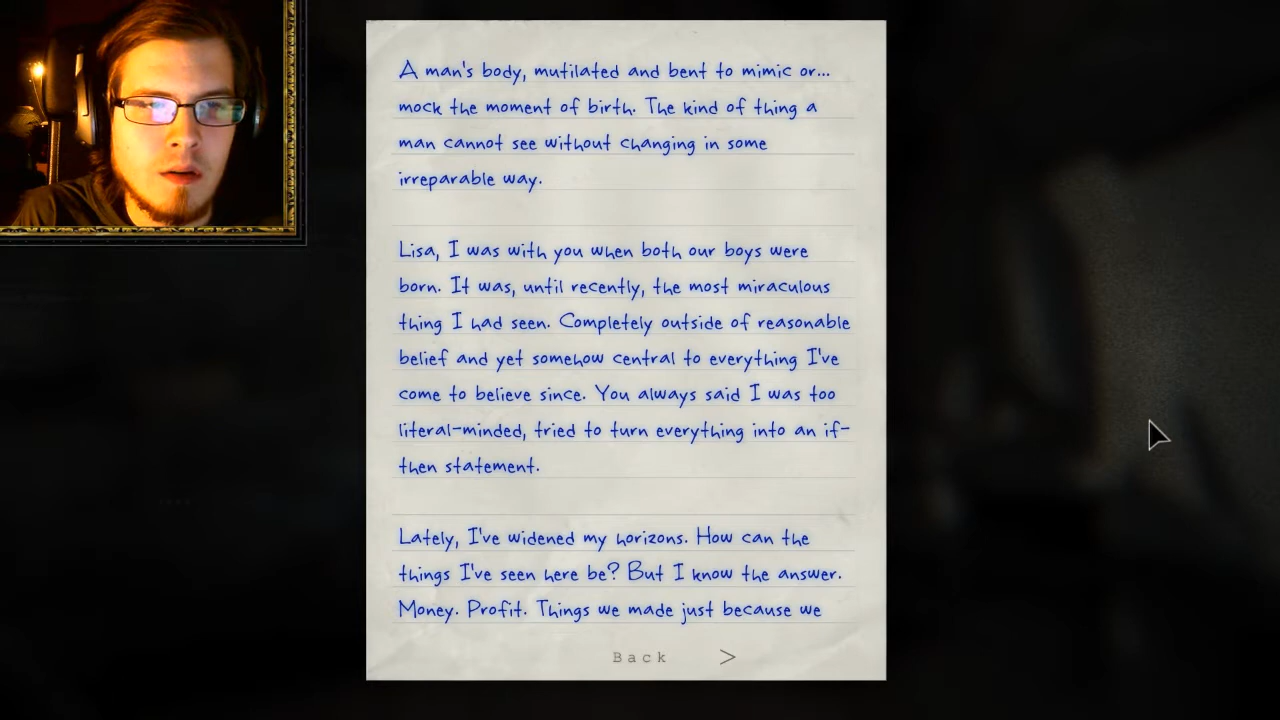 A man's body, mutilated and bent to mimic or...
mock the moment of birth. The kind of thing a
man cannot see without changing in some
irreparable way.
Lisa, I was with you when both our boys were
born. It was, until recently, the most miraculous
thing I had seen. Completely outside of reasonable
belief and yet somehow central to everything I've
come to believe since. You always said I was too
literal-minded, tried to turn everything into an if-
then statement.
Lately, I've widened my horizons. How can the
things I've seen here be? But I know the answer.
Money. Profit. Things we made just because we
Back >